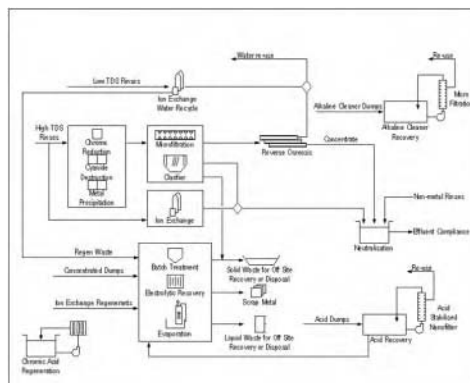 Water re-use
Re-use
Low TDS Rinses
Ion Exchange
Water Recycle
Micro
Filtration
Alkaline Cleaner Dumps
Alkaline Cleaner
Recovery
High TDS
Rinses
Chrome
Reduction
Cyanide
Destruction
Metal
Precipitation
Microfiltration
Clarifier
Reverse Osmosis
Concentrate
Ion Exchange
Non-metal Rinses
Neutralisation
Effluent Compliance
Regen Waste
Batch Treatment
Solid Waste for Off Site
Recovery or Disposal
Concentrated Dumps
Electrolytic Recovery
Scrap Metal
Re-use
Ion Exchange Regenerants
Evaporation
Liquid Waste for Off Site
Recovery or Disposal
Acid Dumps
Acid Recovery
Acid
Stabilised
Nanofilter
Chromic Acid
Regeneration